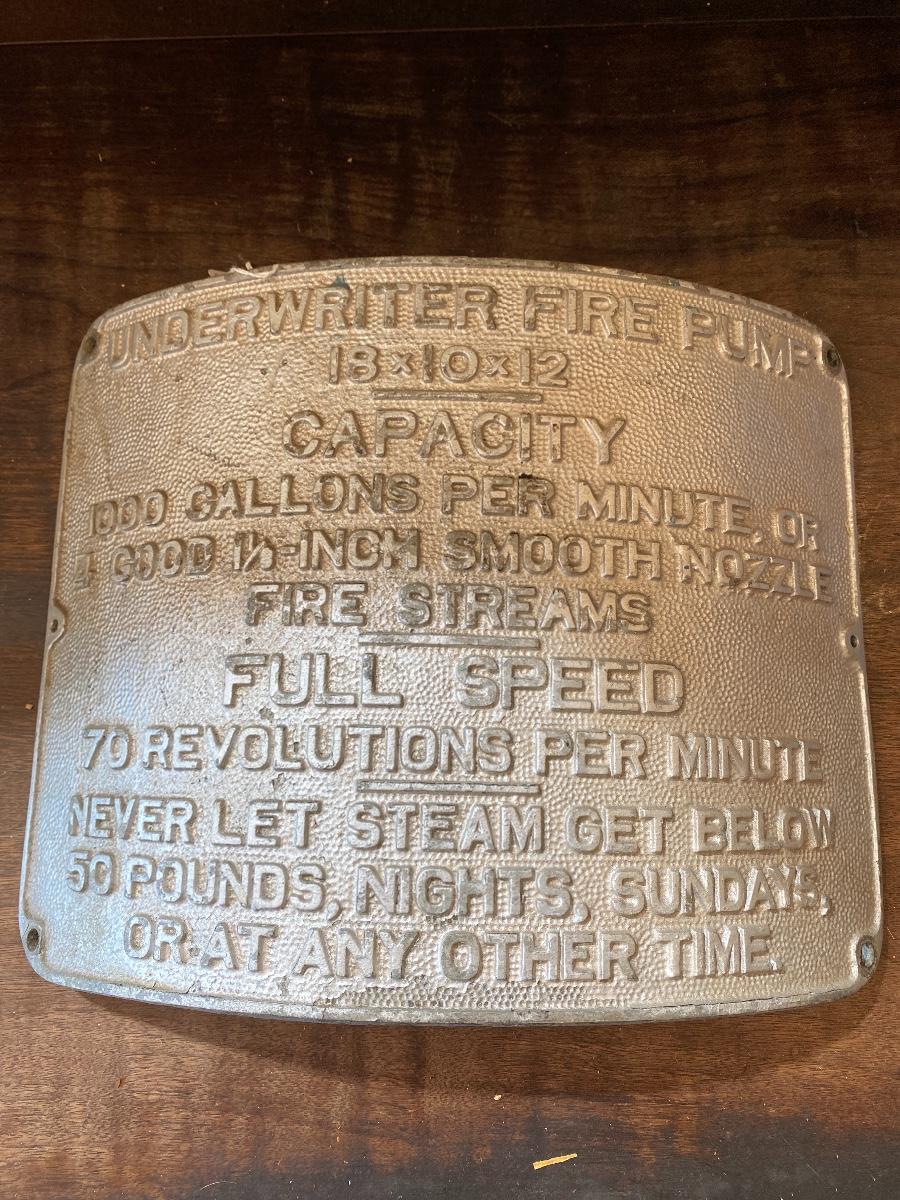 UNDERWRITER FIRE PUMP
18×10×12
CAPACITY
1000 GALLONS PER MINUTE, OR
4 GOOD 1⅛-INCH SMOOTH NOZZLE
FIRE STREAMS
FULL SPEED
70 REVOLUTIONS PER MINUTE
NEVER LET STEAM GET BELOW
50 POUNDS, NIGHTS, SUNDAYS,
OR AT ANY OTHER TIME.